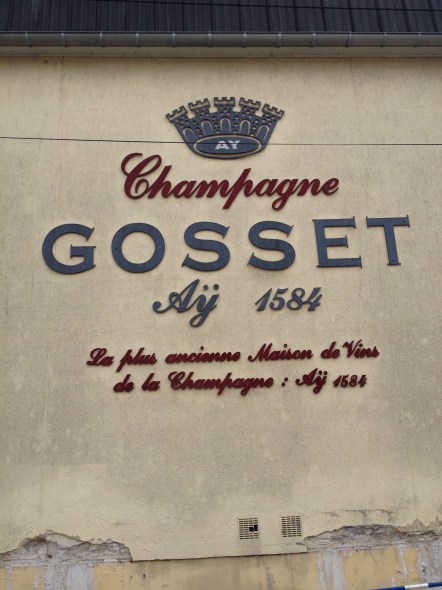 AY
Champagne
GOSSET
Aÿ 1584
La plus ancienne Maison de Vins
de la Champagne : Aÿ 1584